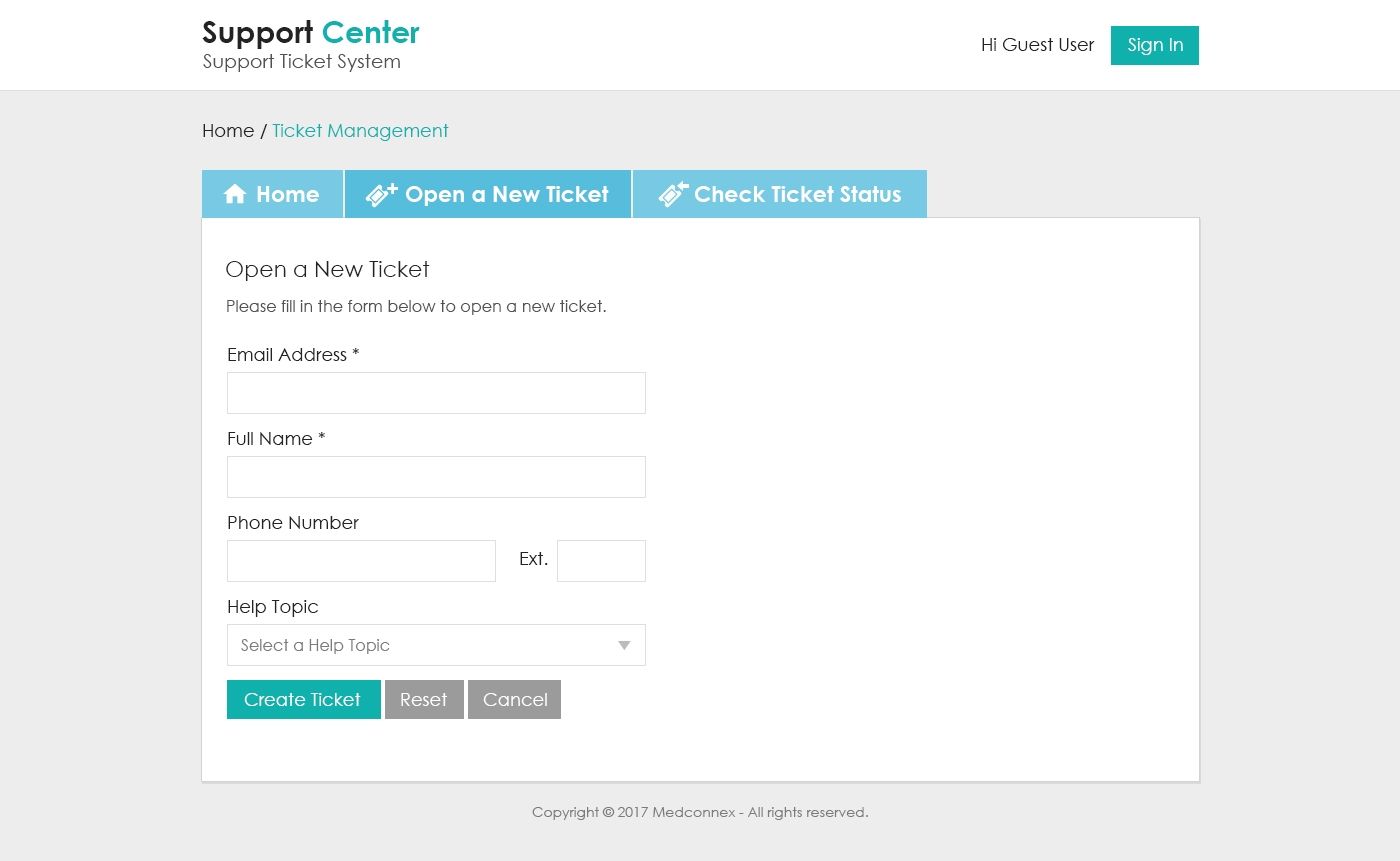 Support Center
Support Ticket System
Hi Guest User
Sign In
Home / Ticket Management
Home
Open a New Ticket
Check Ticket Status
Open a New Ticket
Please fill in the form below to open a new ticket.
Email Address *
Full Name *
Phone Number
Ext.
Help Topic
Select a Help Topic
Create Ticket
Reset
Cancel
Copyright © 2017 Medconnex - All rights reserved.